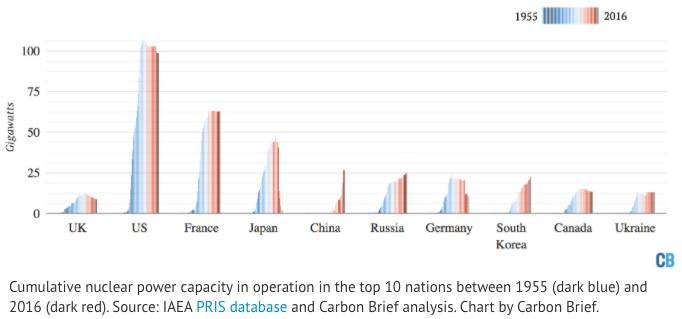 1955 2016
100
75
50
25
0
Gigawatts
UK US France Japan China Russia Germany South Korea Canada Ukraine
CB
Cumulative nuclear power capacity in operation in the top 10 nations between 1955 (dark blue) and
2016 (dark red). Source: IAEA PRIS database and Carbon Brief analysis. Chart by Carbon Brief.